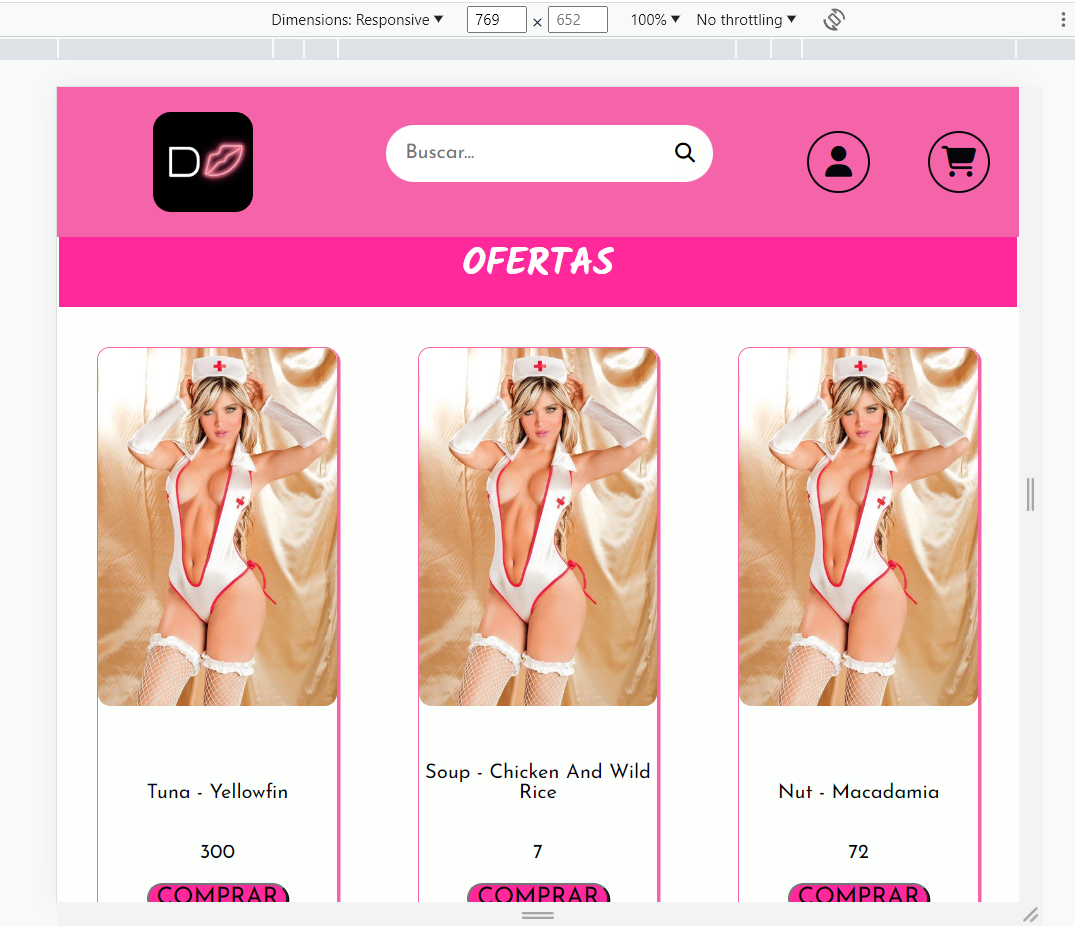 Dimensions: Responsive ▼ 769 × 652 100% ▼ No throttling ▼
D
Buscar...
OFERTAS
Tuna - Yellowfin
300
COMPRAR
Soup - Chicken And Wild
Rice
7
COMPRAR
Nut - Macadamia
72
COMPRAR